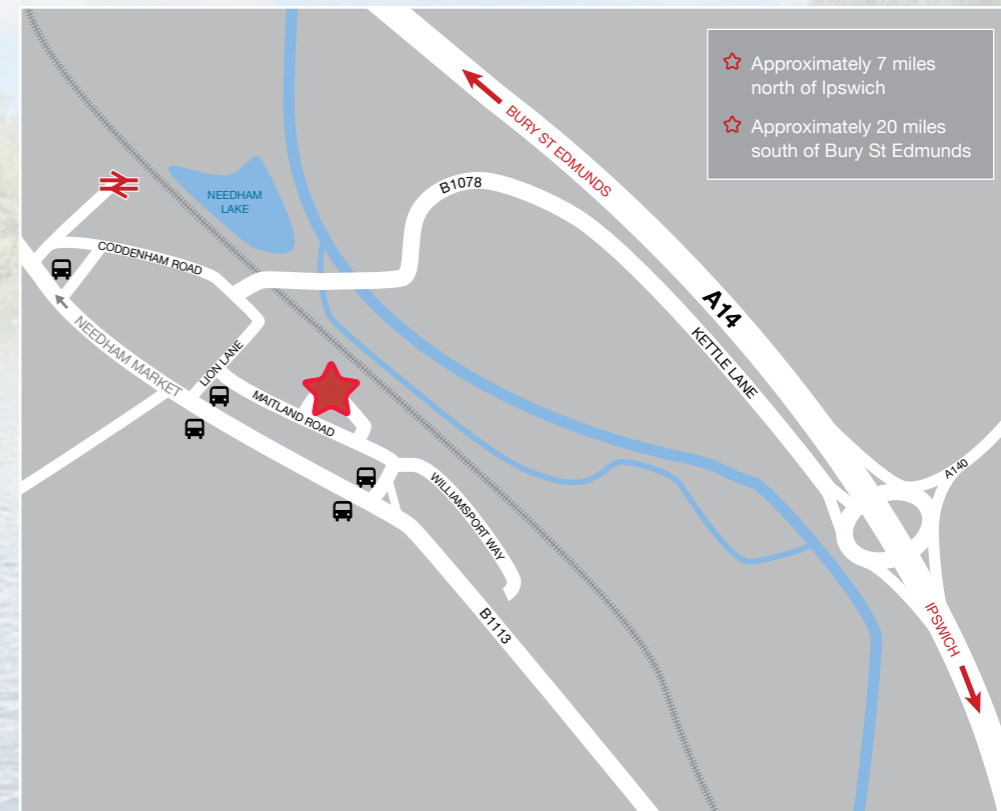 Approximately 7 miles
north of Ipswich
Approximately 20 miles
south of Bury St Edmunds
BURY ST EDMUNDS
B1078
NEEDHAM
LAKE
CODDENHAM ROAD
A14
KETTLE LANE
NEEDHAM MARKET
LION LANE
MAITLAND ROAD
A140
WILLIAMSPORT WAY
IPSWICH
B1113